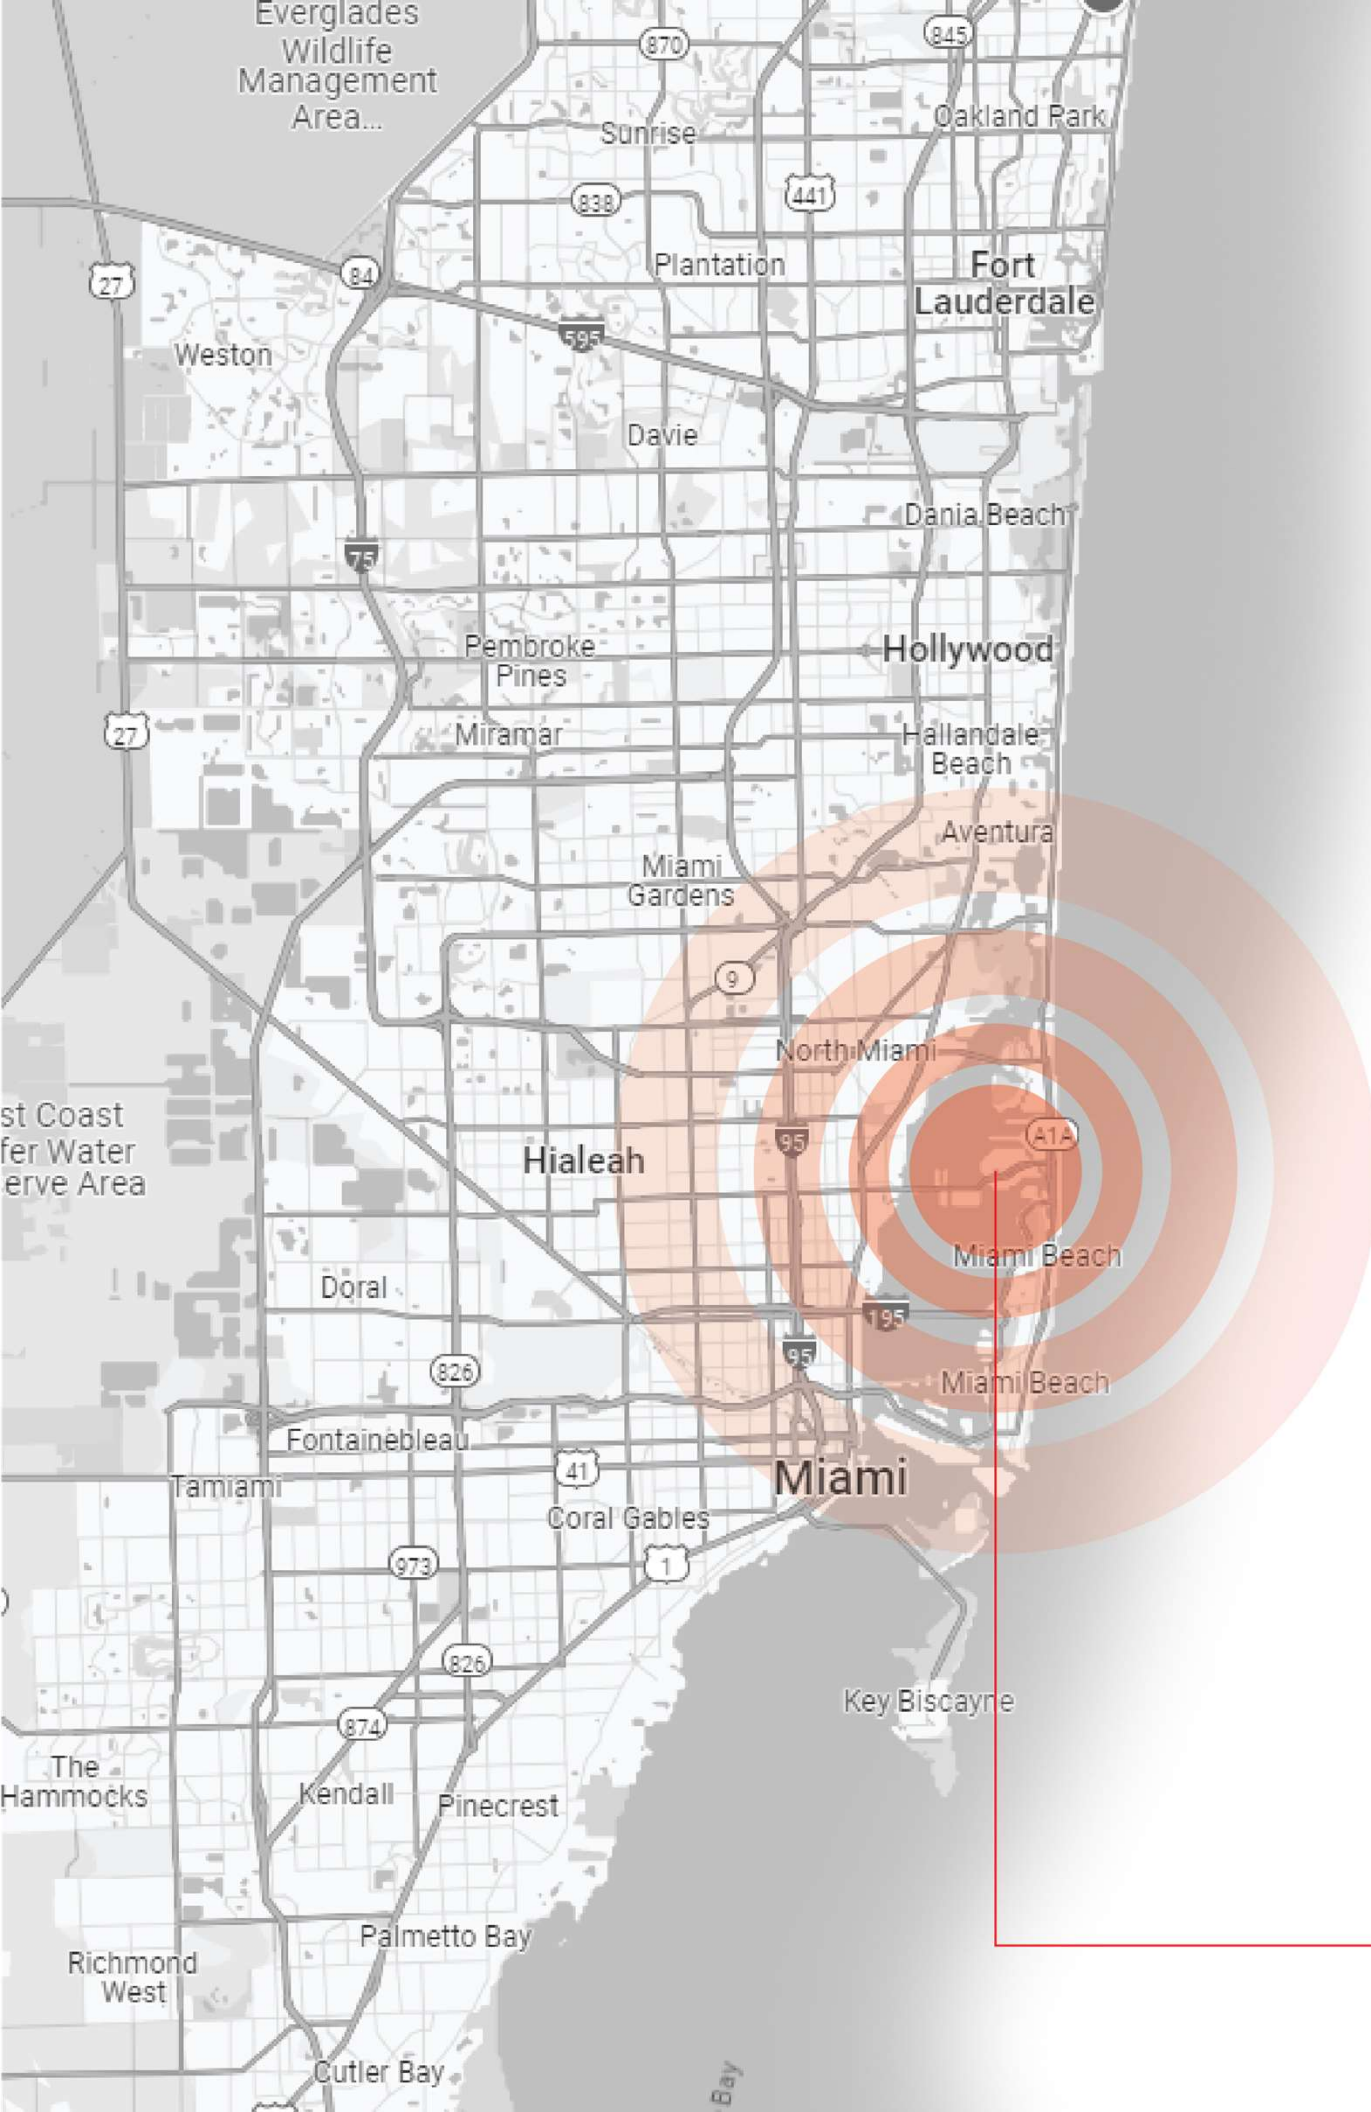 Everglades
Wildlife
Management
Area...
870
845
Sunrise
Oakland Park
838
441
27
84
Plantation
Fort
Lauderdale
595
Weston
Davie
Dania Beach
75
Pembroke
Pines
Hollywood
27
Miramar
Hallandale
Beach
Aventura
Miami
Gardens
9
North Miami
st Coast
fer Water
erve Area
95
A1A
Hialeah
Miami Beach
Doral
195
95
826
Miami Beach
Fontainebleau
41
Miami
Tamiami
Coral Gables
973
1
826
Key Biscayne
874
The
Hammocks
Kendall
Pinecrest
Palmetto Bay
Richmond
West
Cutler Bay
Bay